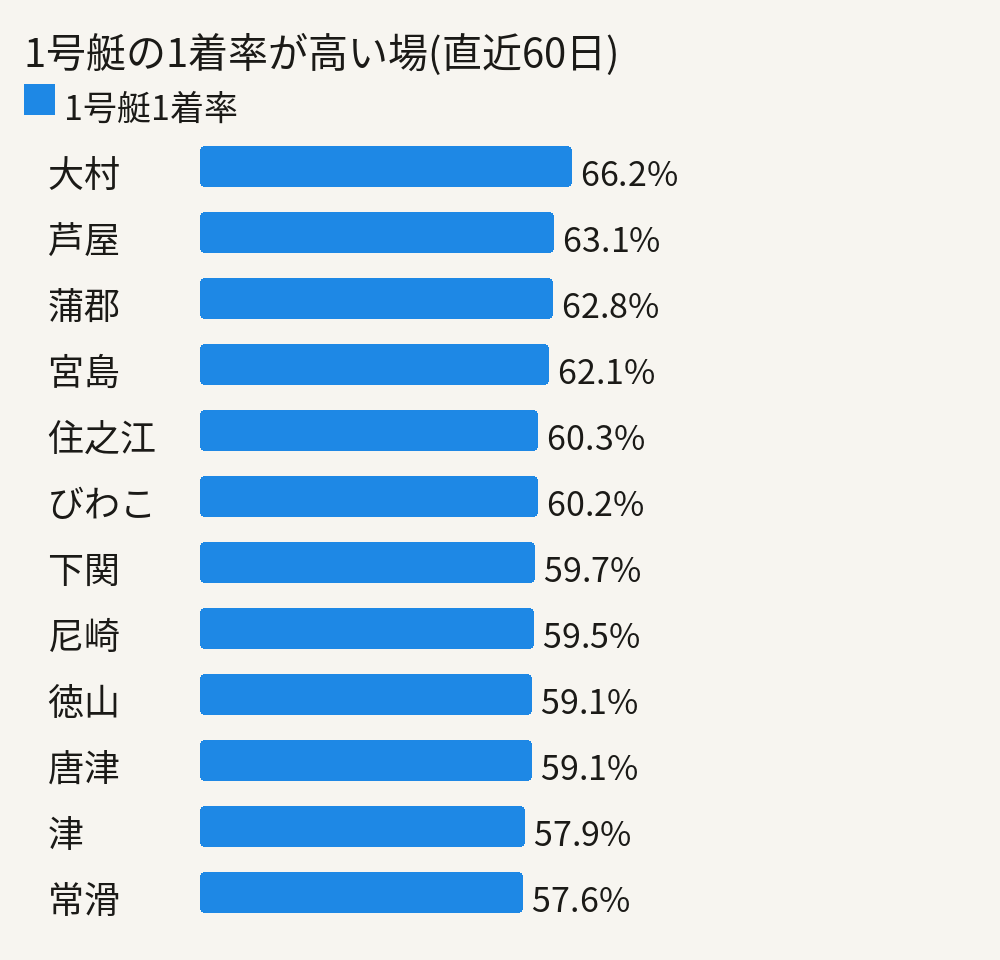 1号艇の1着率が高い場(直近60日)
1号艇1着率
大村 66.2%
芦屋 63.1%
蒲郡 62.8%
宮島 62.1%
住之江 60.3%
びわこ 60.2%
下関 59.7%
尼崎 59.5%
徳山 59.1%
唐津 59.1%
津 57.9%
常滑 57.6%